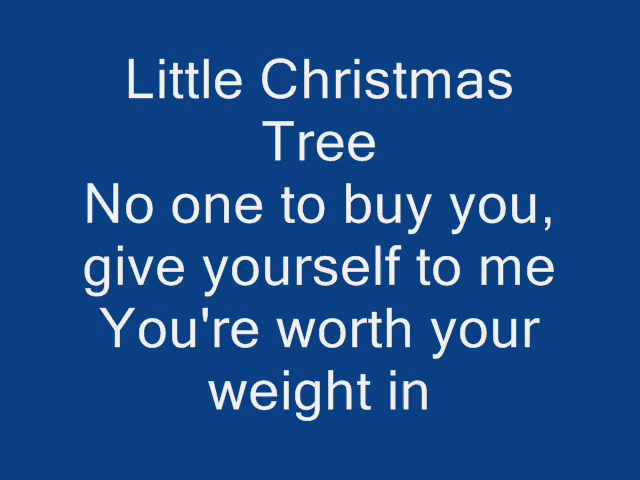 Little Christmas
Tree
No one to buy you,
give yourself to me
You're worth your
weight in